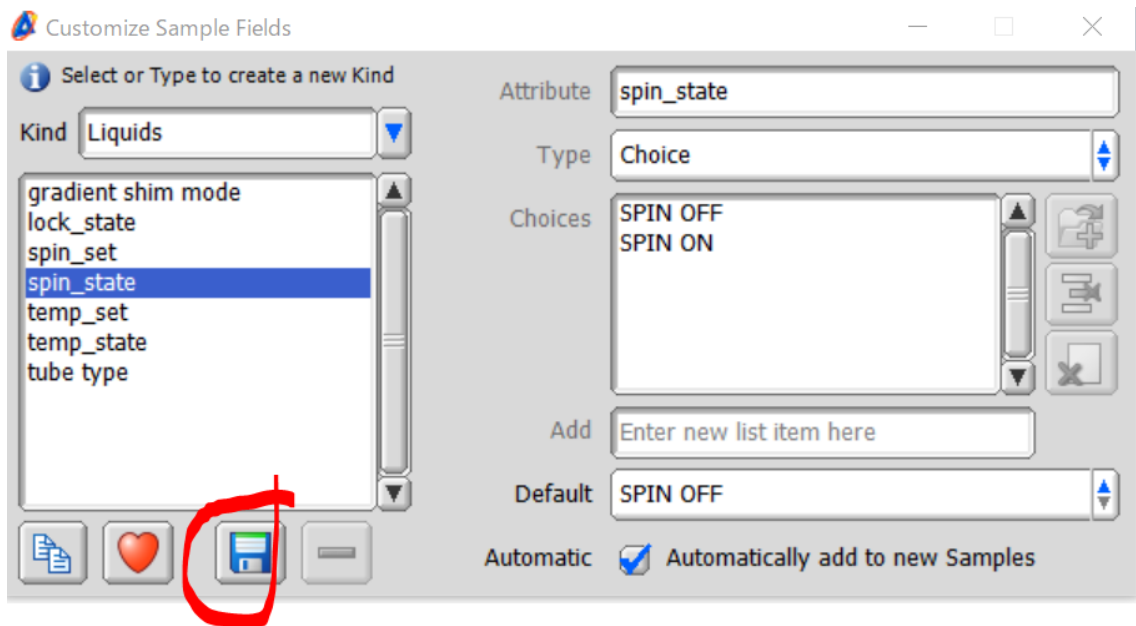 Customize Sample Fields
Select or Type to create a new Kind
Kind Liquids
gradient shim mode
lock_state
spin_set
spin_state
temp_set
temp_state
tube type
Attribute spin_state
Type Choice
Choices SPIN OFF
SPIN ON
Add Enter new list item here
Default SPIN OFF
Automatic Automatically add to new Samples